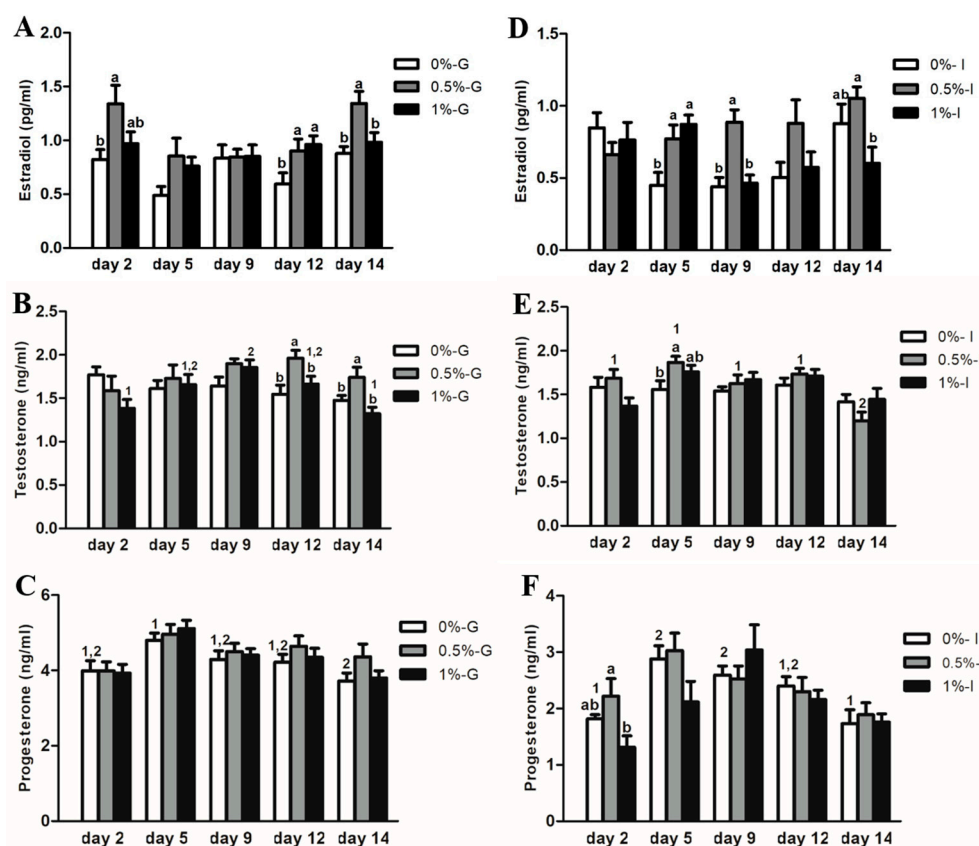 A
Estradiol (pg/ml)
2.0
1.5
1.0
0.5
0.0
b
a
ab
b
a
a
b
a
b
0%-G
0.5%-G
1%-G
day 2 day 5 day 9 day 12 day 14
D
Estradiol (pg/ml)
1.5
1.0
0.5
0.0
b
a
a
b
a
b
ab
a
b
0%- I
0.5%-I
1%-I
day 2 day 5 day 9 day 12 day 14
B
Testosterone (ng/ml)
2.5
2.0
1.5
1.0
0.5
0.0
1
1,2
2
b
a
1,2
b
b
a
1
b
0%-G
0.5%-G
1%-G
day 2 day 5 day 9 day 12 day 14
E
Testosterone (ng/ml)
2.5
2.0
1.5
1.0
0.5
0.0
1
b
1
a
ab
1
1
2
0%- I
0.5%-
1%-I
day 2 day 5 day 9 day 12 day 14
C
Progesterone (ng/ml)
6
4
2
0
1,2
1
1,2
1,2
2
0%-G
0.5%-G
1%-G
day 2 day 5 day 9 day 12 day 14
F
Progesterone (ng/ml)
4
3
2
1
0
1
ab
a
b
2
2
1,2
1
0%- I
0.5%-
1%-I
day 2 day 5 day 9 day 12 day 14